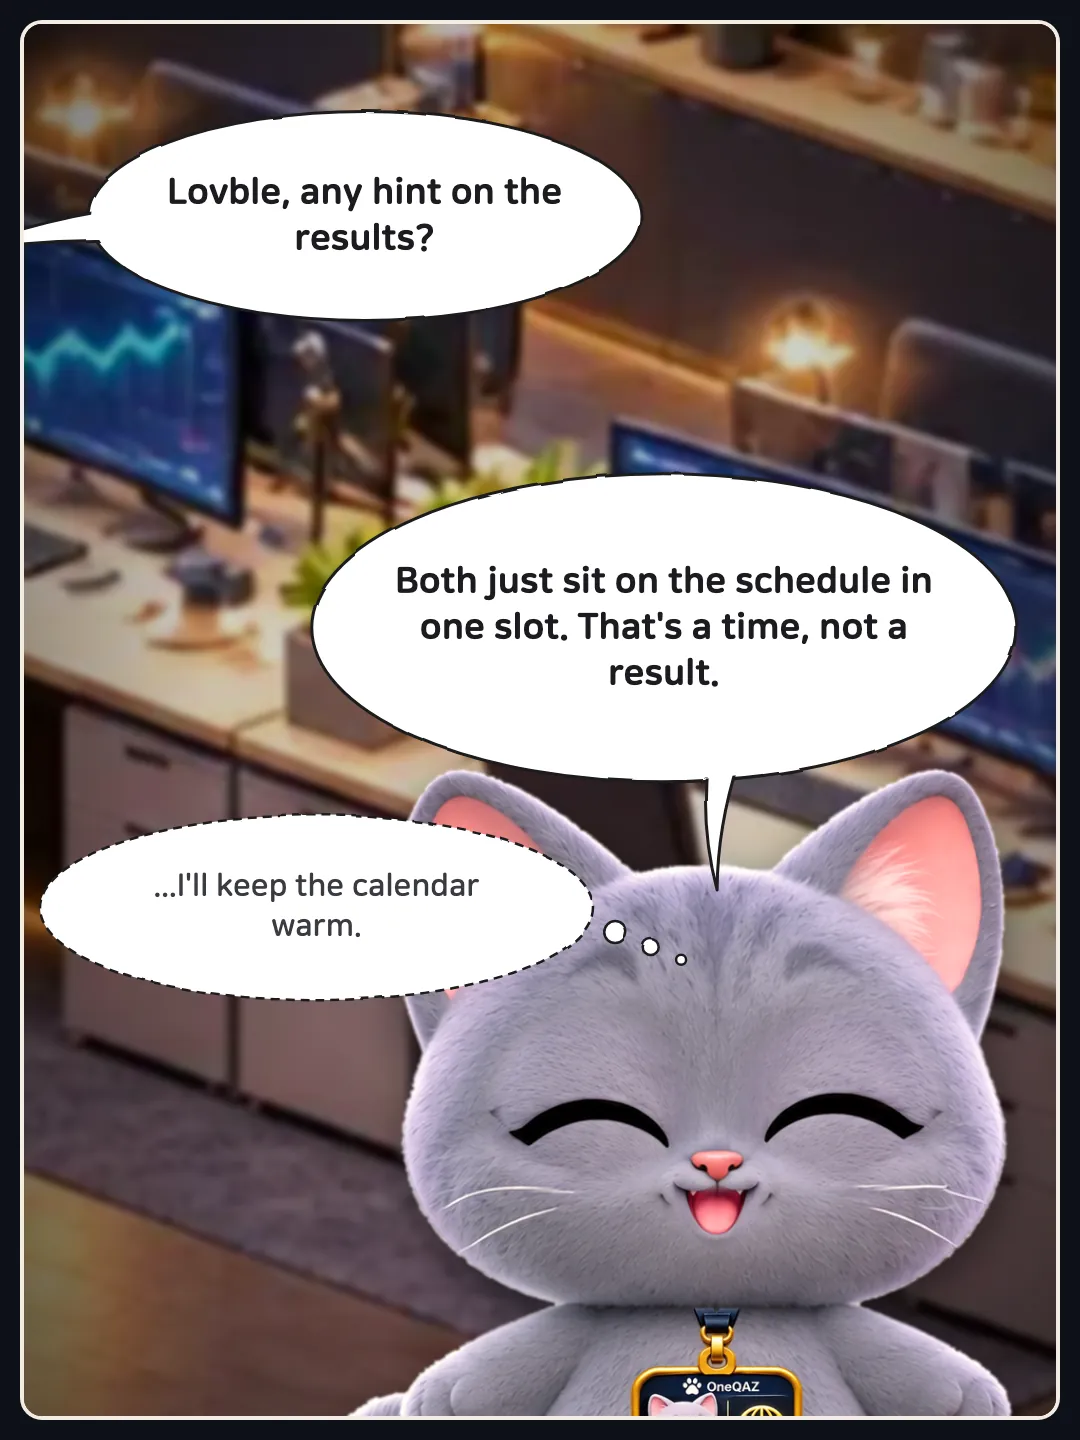 Lovble, any hint on the
results?
Both just sit on the schedule in
one slot. That's a time, not a
result.
...I'll keep the calendar
warm.
OneQAZ